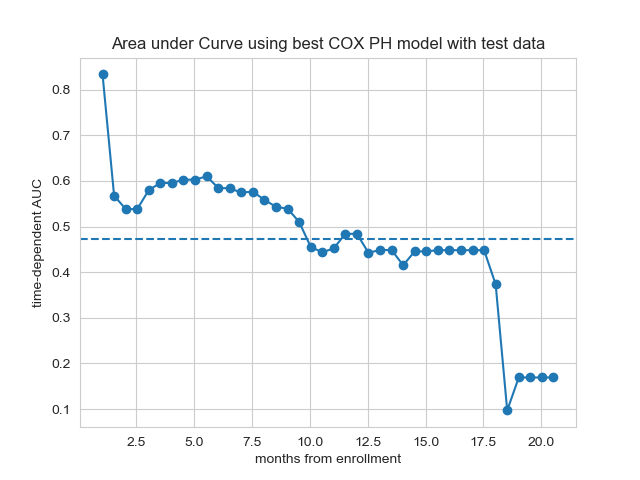 Area under Curve using best COX PH model with test data
time-dependent AUC
0.8
0.7
0.6
0.5
0.4
0.3
0.2
0.1
2.5 5.0 7.5 10.0 12.5 15.0 17.5 20.0
months from enrollment